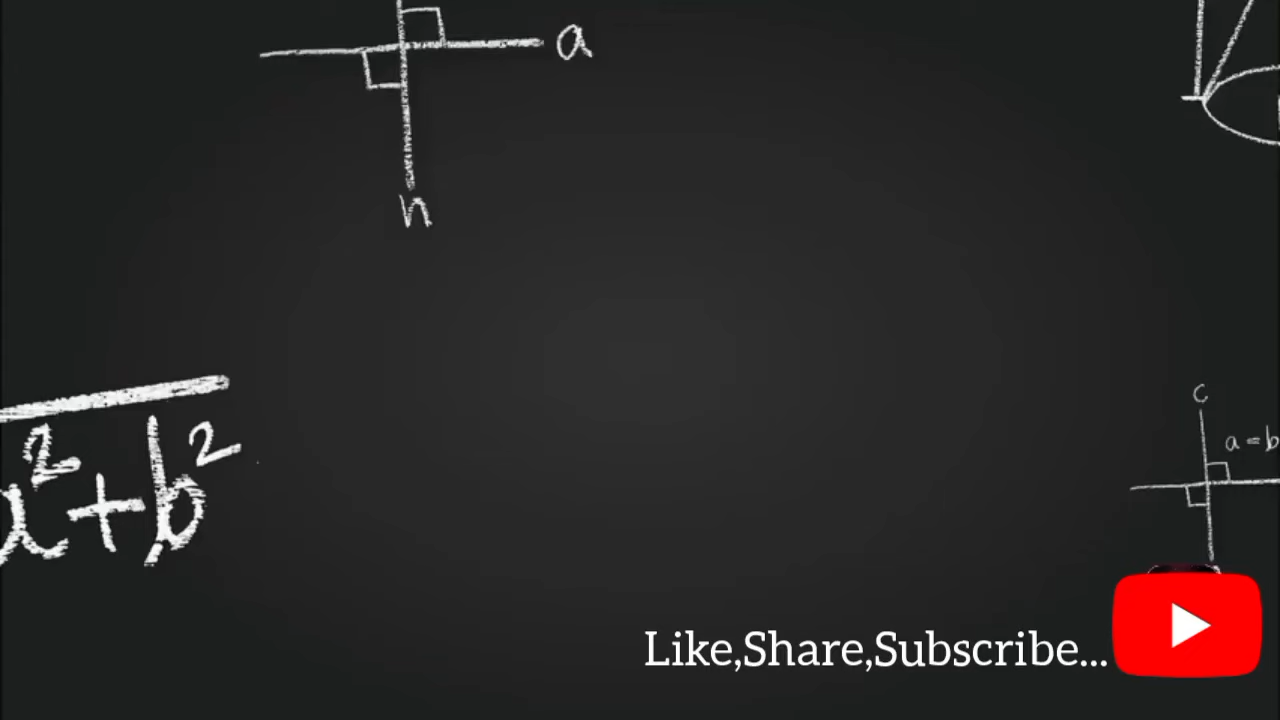 a
n
c
a = b
a²+b²
Like,Share,Subscribe...